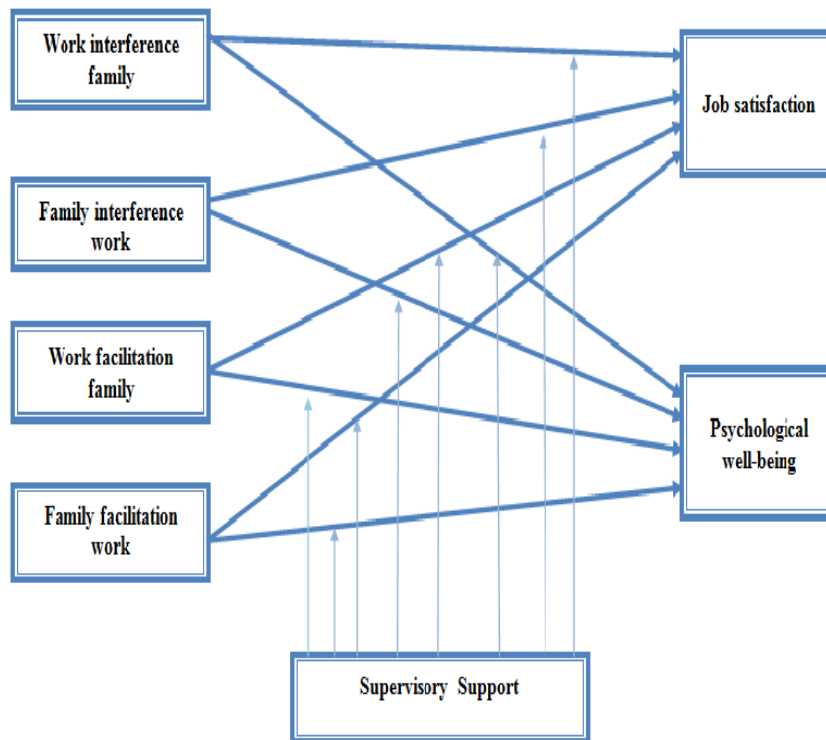 Work interference
family
Job satisfaction
Family interference
work
Work facilitation
family
Psychological
well-being
Family facilitation
work
Supervisory Support